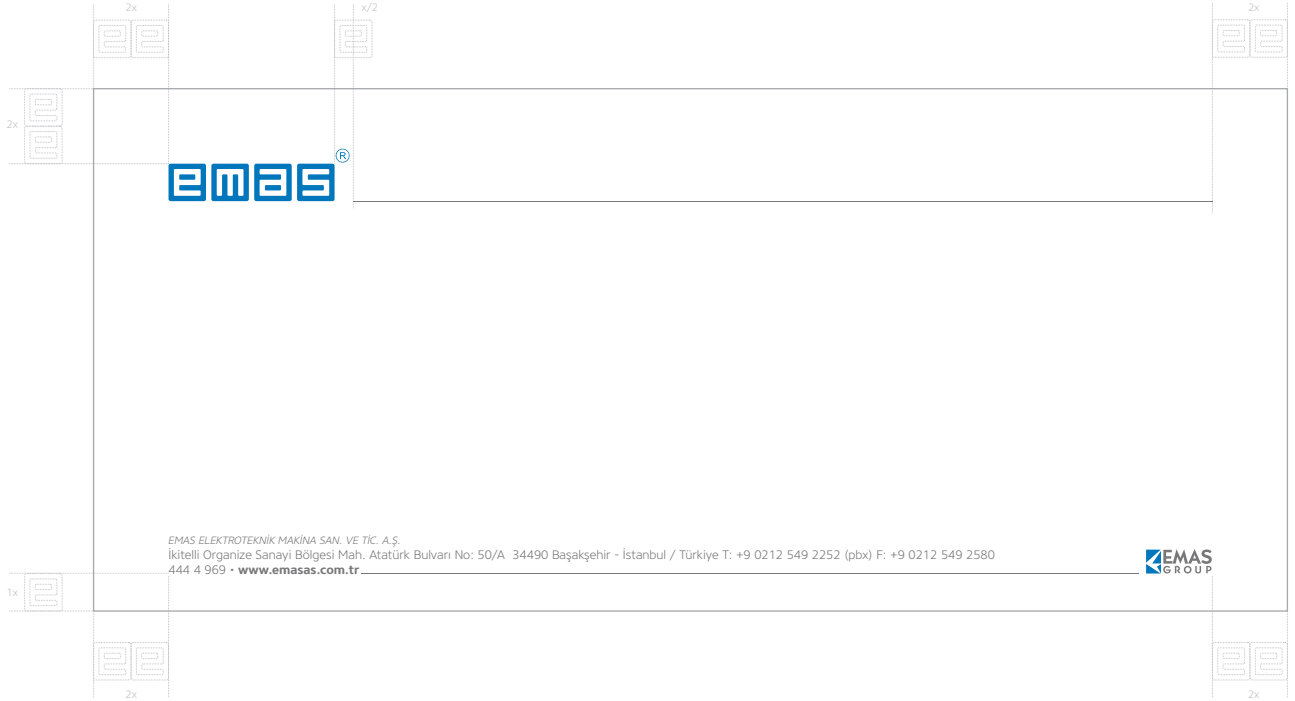 2x
x/2
2x
2x
emas®
EMAS ELEKTROTEKNİK MAKİNA SAN. VE TİC. A.Ş.
İkitelli Organize Sanayi Bölgesi Mah. Atatürk Bulvarı No: 50/A 34490 Başakşehir - İstanbul / Türkiye T: +9 0212 549 2252 (pbx) F: +9 0212 549 2580
444 4 969 • www.emasas.com.tr
EMAS
GROUP
1x
2x
2x